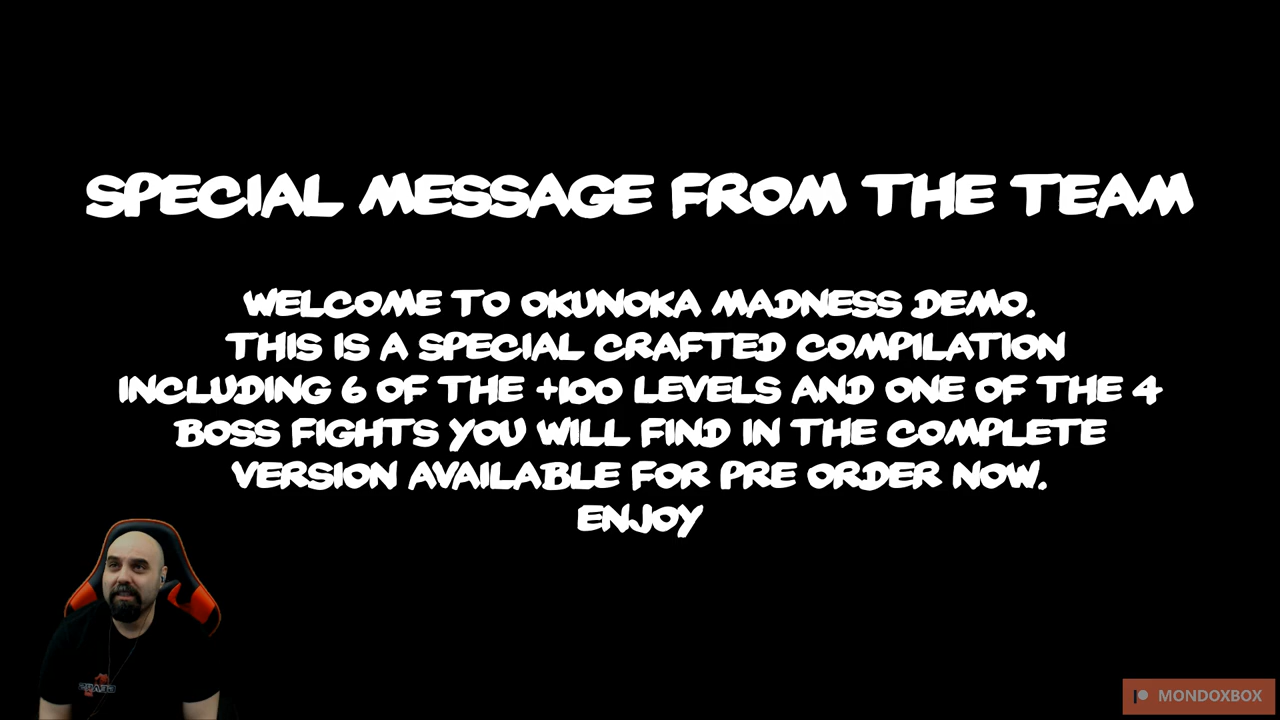 SPECIAL MESSAGE FROM THE TEAM
WELCOME TO OKUNOKA MADNESS DEMO.
THIS IS A SPECIAL CRAFTED COMPILATION
INCLUDING 6 OF THE +100 LEVELS AND ONE OF THE 4
BOSS FIGHTS YOU WILL FIND IN THE COMPLETE
VERSION AVAILABLE FOR PRE ORDER NOW.
ENJOY
MONDOXBOX